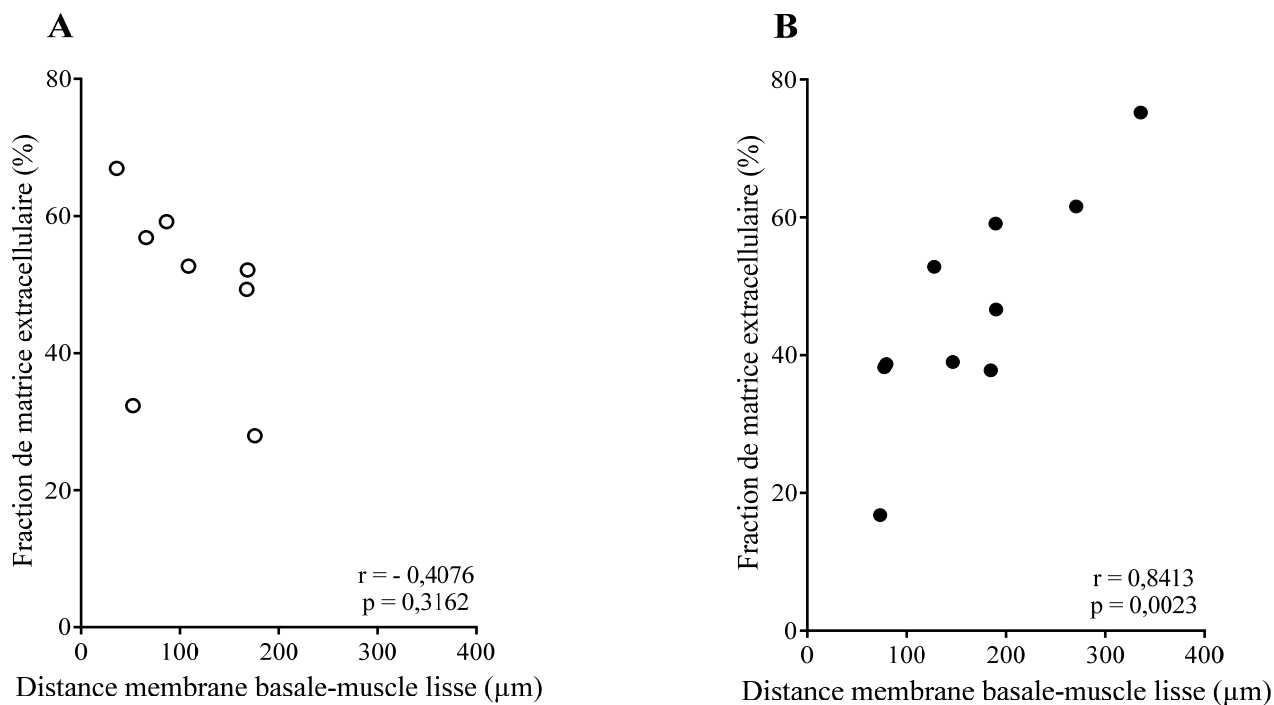 A
80
60
40
20
0
Fraction de matrice extracellulaire (%)
r = - 0,4076
p = 0,3162
0 100 200 300 400
Distance membrane basale-muscle lisse (µm)
B
80
60
40
20
0
Fraction de matrice extracellulaire (%)
r = 0,8413
p = 0,0023
0 100 200 300 400
Distance membrane basale-muscle lisse (µm)